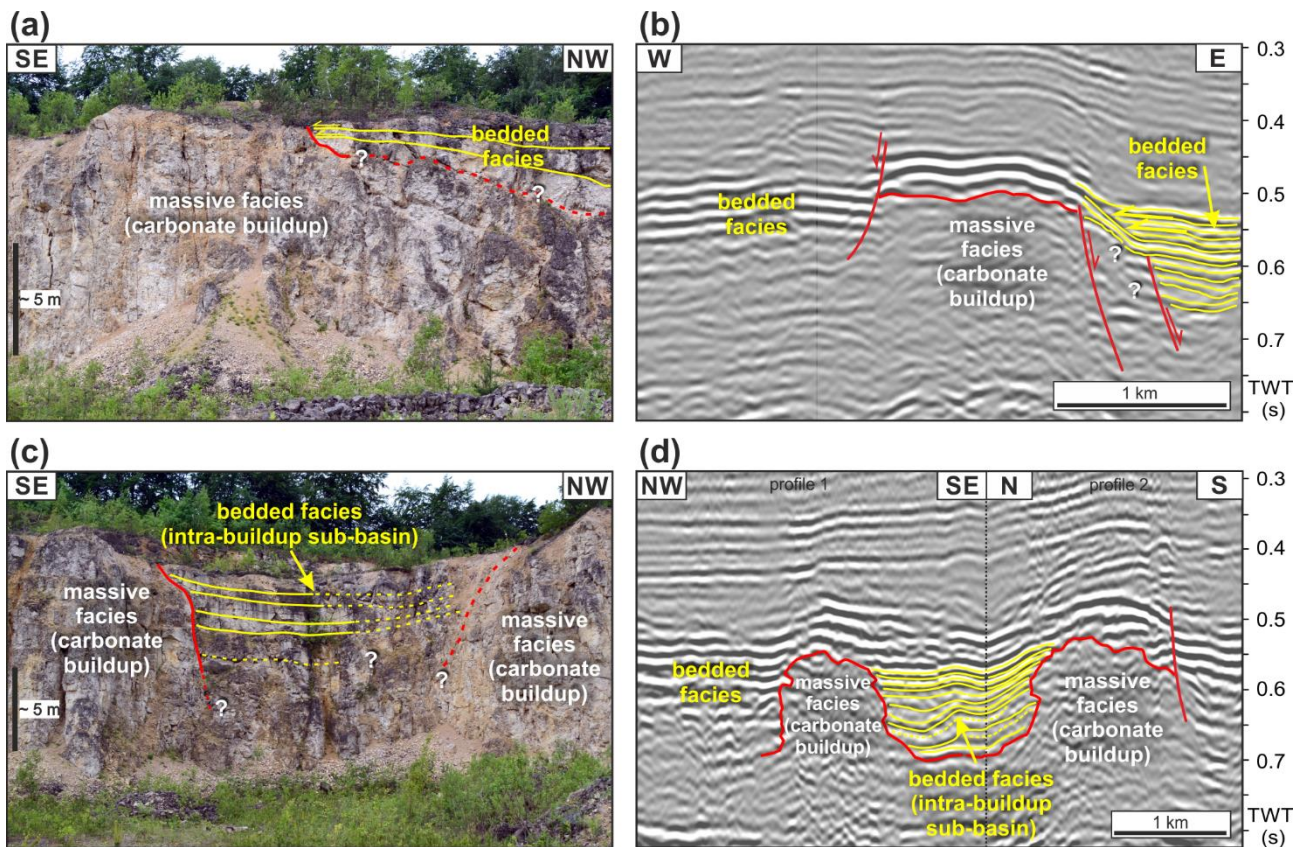 (a)
SE
NW
bedded
facies
?
?
massive facies
(carbonate buildup)
~ 5 m
(b)
W
E
0.3
0.4
0.5
0.6
0.7
TWT
(s)
bedded
facies
bedded
facies
massive
facies
(carbonate
buildup)
?
?
1 km
(c)
SE
NW
bedded facies
(intra-buildup sub-basin)
massive
facies
(carbonate
buildup)
massive
facies
(carbonate
buildup)
?
?
?
~ 5 m
(d)
NW
profile 1
SE
N
profile 2
S
0.3
0.4
0.5
0.6
0.7
TWT
(s)
bedded
facies
massive
facies
(carbonate
buildup)
massive
facies
(carbonate
buildup)
bedded facies
(intra-buildup
sub-basin)
1 km